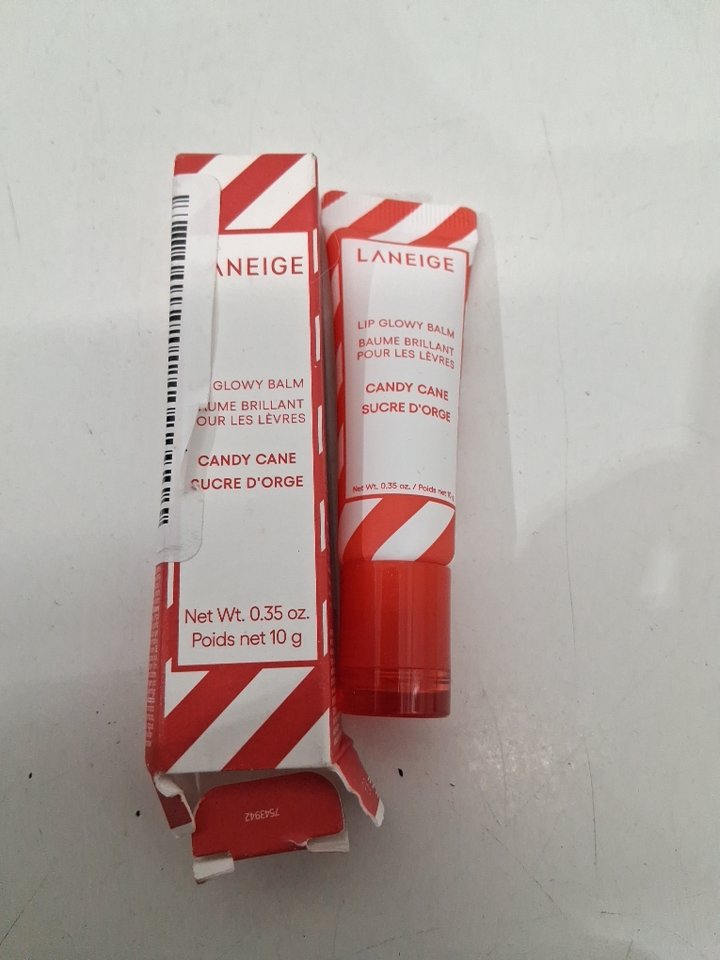 LANEIGE
GLOWY BALM
BRILLANT
LES LÈVRES
CANDY CANE
SUCRE D'ORGE
Net Wt. 0.35 oz.
Poids net 10 g
7543942
LANEIGE
LIP GLOWY BALM
BAUME BRILLANT
POUR LES LÈVRES
CANDY CANE
SUCRE D'ORGE
Net Wt. 0.35 oz. / Poids net 10 g